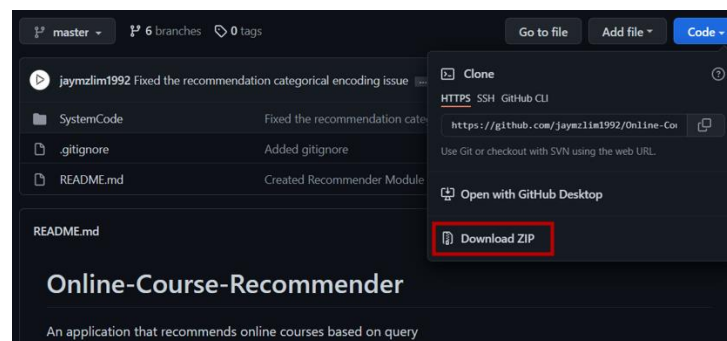 master
6 branches
0 tags
Go to file
Add file
Code
jaymzlim1992 Fixed the recommendation categorical encoding issue ...
Clone
HTTPS SSH GitHub CLI
SystemCode
Fixed the recommendation cate
https://github.com/jaymzlim1992/Online-Cou
.gitignore
Added gitignore
Use Git or checkout with SVN using the web URL.
README.md
Created Recommender Module
Open with GitHub Desktop
Download ZIP
README.md
Online-Course-Recommender
An application that recommends online courses based on query